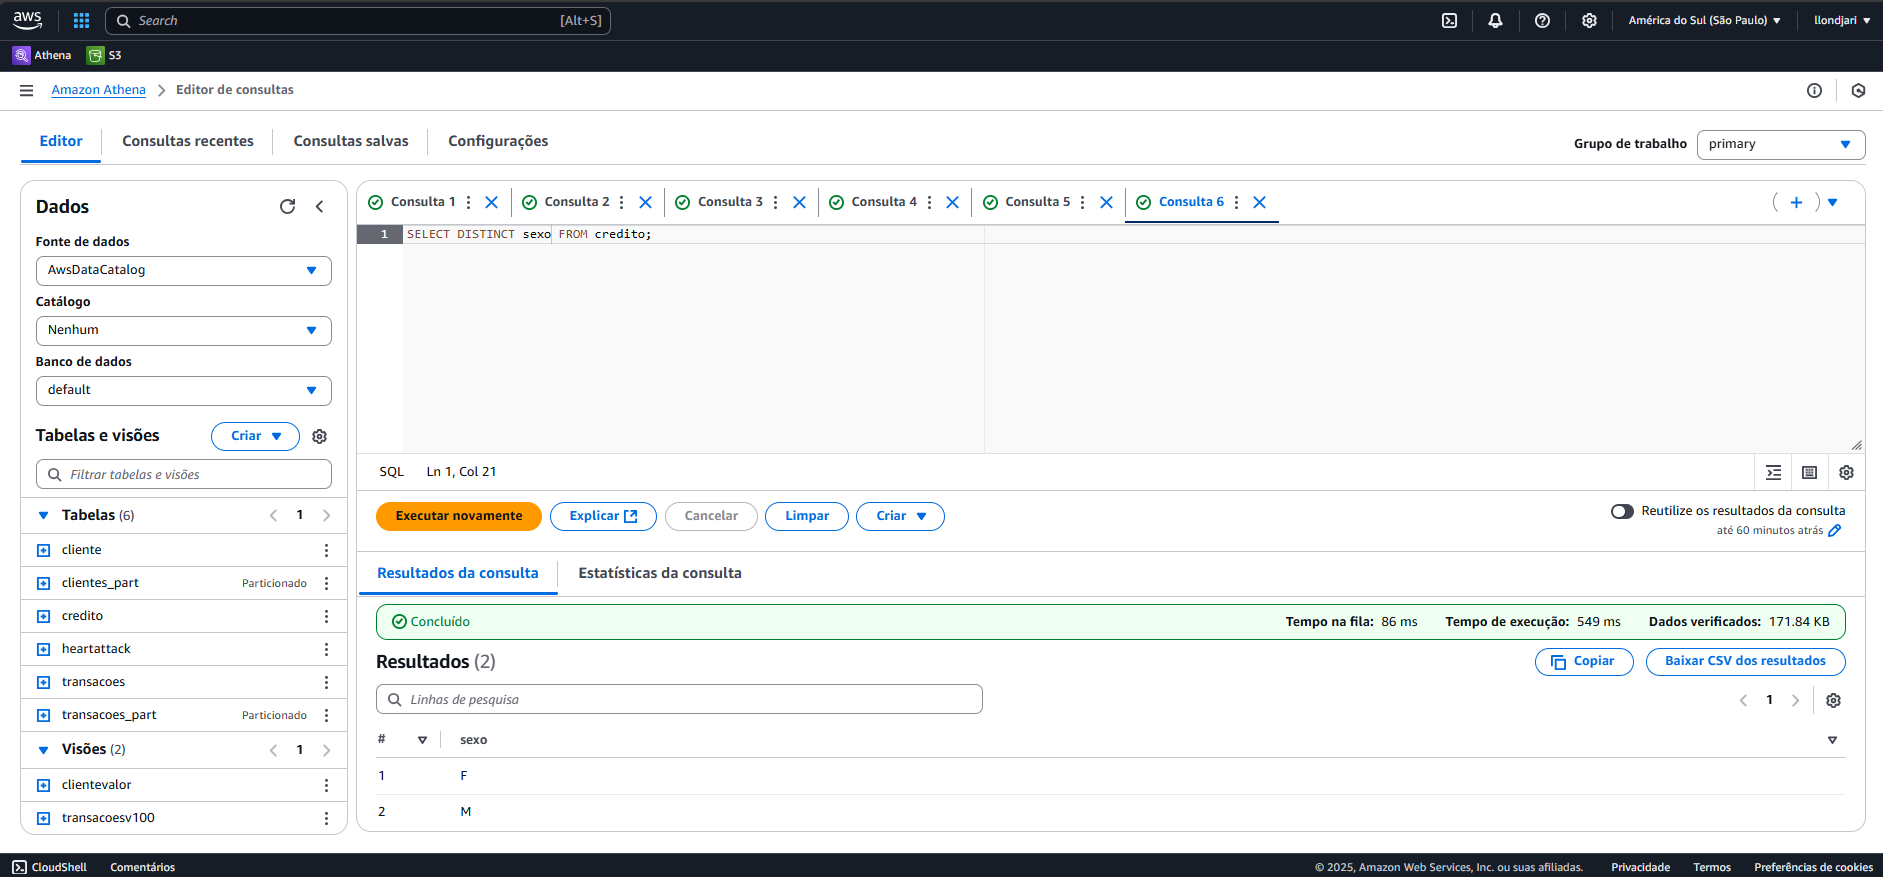 aws
Search [Alt+S] América do Sul (São Paulo) llondjari
Athena S3
Amazon Athena Editor de consultas
Editor Consultas recentes Consultas salvas Configurações Grupo de trabalho primary
Dados
Fonte de dados
AwsDataCatalog
Catálogo
Nenhum
Banco de dados
default
Tabelas e visões Criar
Filtrar tabelas e visões
Tabelas (6) 1
cliente
clientes_part Particionado
credito
heartattack
transacoes
transacoes_part Particionado
Visões (2) 1
clientevalor
transacoesv100
Consulta 1 Consulta 2 Consulta 3 Consulta 4 Consulta 5 Consulta 6
1 SELECT DISTINCT sexo FROM credito;
SQL Ln 1, Col 21
Executar novamente Explicar Cancelar Limpar Criar Reutilize os resultados da consulta
até 60 minutos atrás
Resultados da consulta Estatísticas da consulta
Concluído Tempo na fila: 86 ms Tempo de execução: 549 ms Dados verificados: 171.84 KB
Resultados (2) Copiar Baixar CSV dos resultados
Linhas de pesquisa 1
# sexo
1 F
2 M
CloudShell Comentários © 2025, Amazon Web Services, Inc. ou suas afiliadas. Privacidade Termos Preferências de cookies